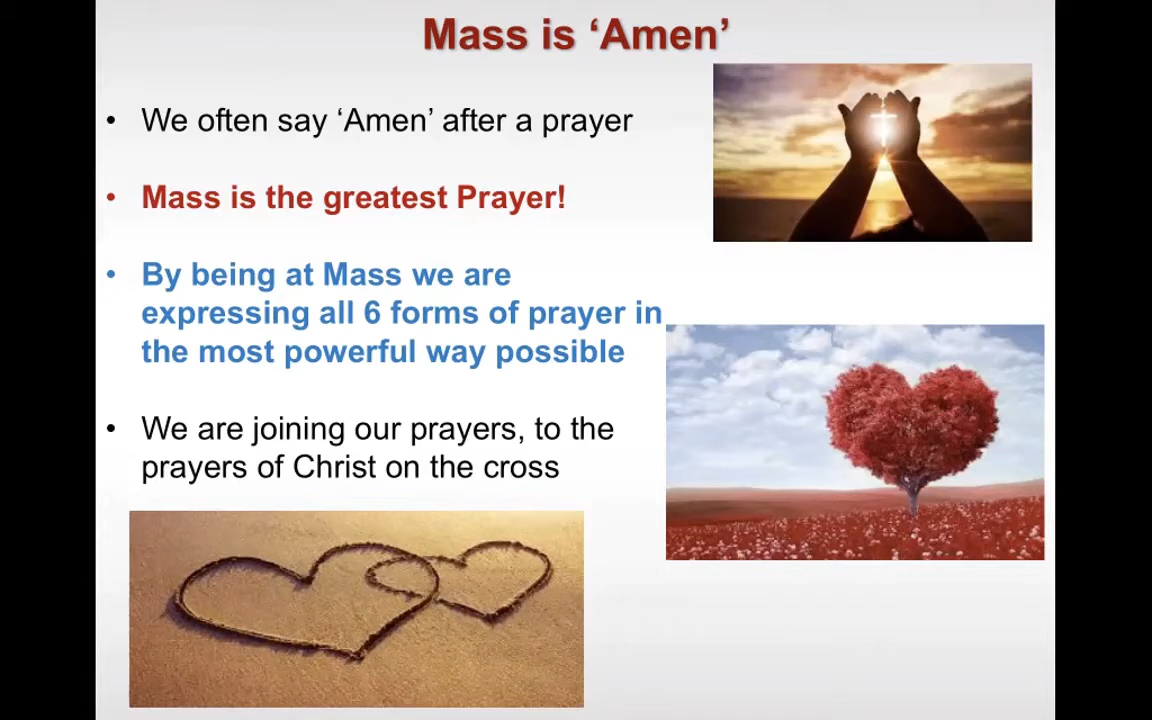 Mass is ‘Amen’
• We often say ‘Amen’ after a prayer
• Mass is the greatest Prayer!
• By being at Mass we are
expressing all 6 forms of prayer in
the most powerful way possible
• We are joining our prayers, to the
prayers of Christ on the cross